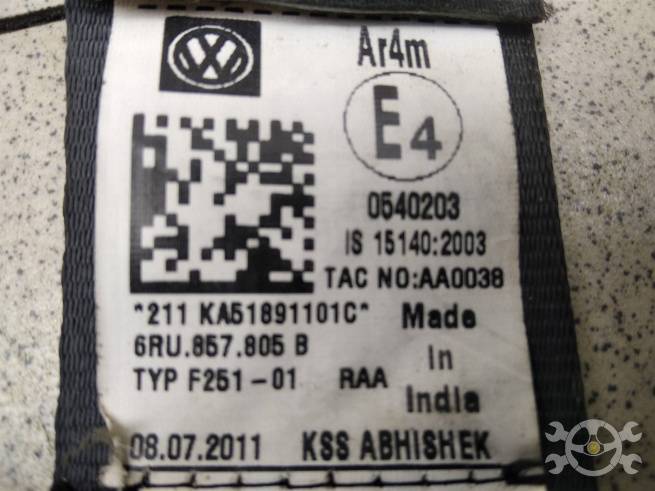 Ar4m
E4
0540203
IS 15140:2003
TAC NO:AA0038
*211 KA51891101C* Made
6RU.857.805 B In
TYP F251-01 RAA India
08.07.2011 KSS ABHISHEK